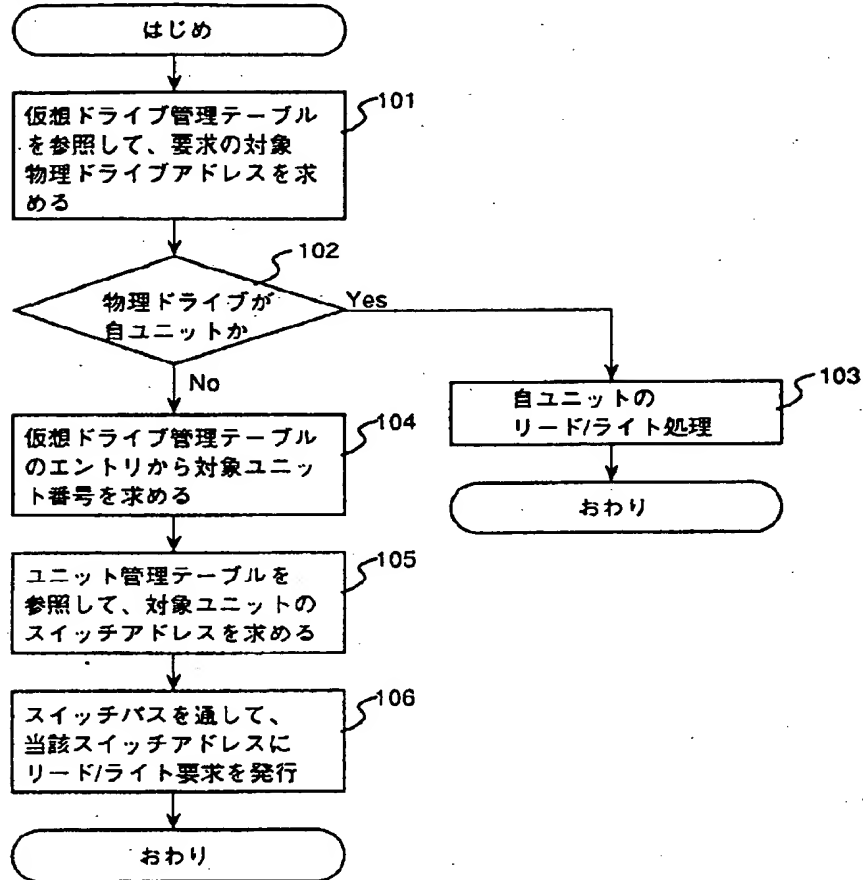 はじめ
101
仮想ドライブ管理テーブル
を参照して、要求の対象
物理ドライブアドレスを求
める
102
物理ドライブが
自ユニットか
Yes
No
103
自ユニットの
リード/ライト処理
おわり
104
仮想ドライブ管理テーブル
のエントリから対象ユニッ
ト番号を求める
105
ユニット管理テーブルを
参照して、対象ユニットの
スイッチアドレスを求める
106
スイッチパスを通して、
当該スイッチアドレスに
リード/ライト要求を発行
おわり